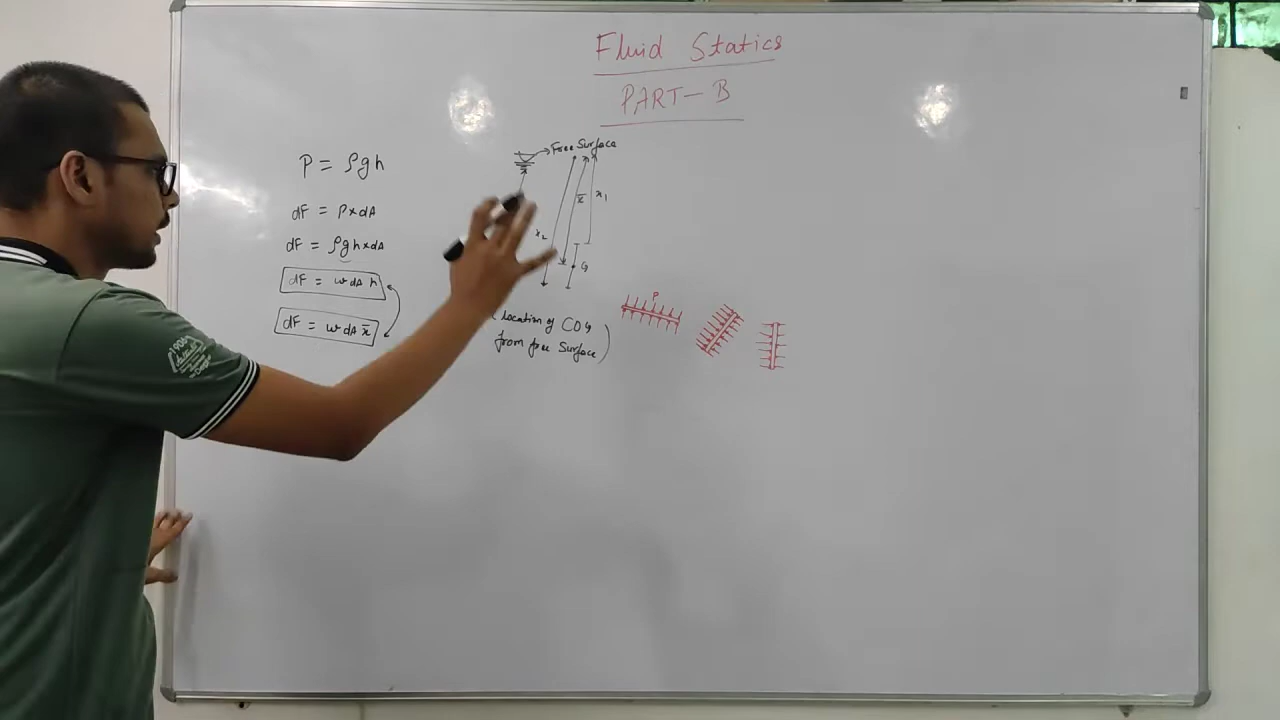 Fluid Statics
PART-B
P = ρgh
dF = P×dA
dF = ρgh×dA
dF = w dA h
dF = w dA x̄
Free Surface
x̄
x₁
x₂
G
(location of COG
from free Surface)
P